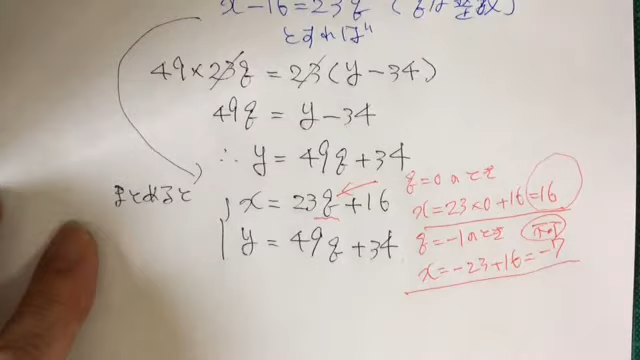 x-16=23q (qは整数)
とすれば"
49×23q = 23(y-34)
49q = y-34
∴ y = 49q+34
まとめると
x = 23q+16
y = 49q+34
q=0のとき
x=23×0+16=16
q=-1のとき 不可
x=-23+16=-7